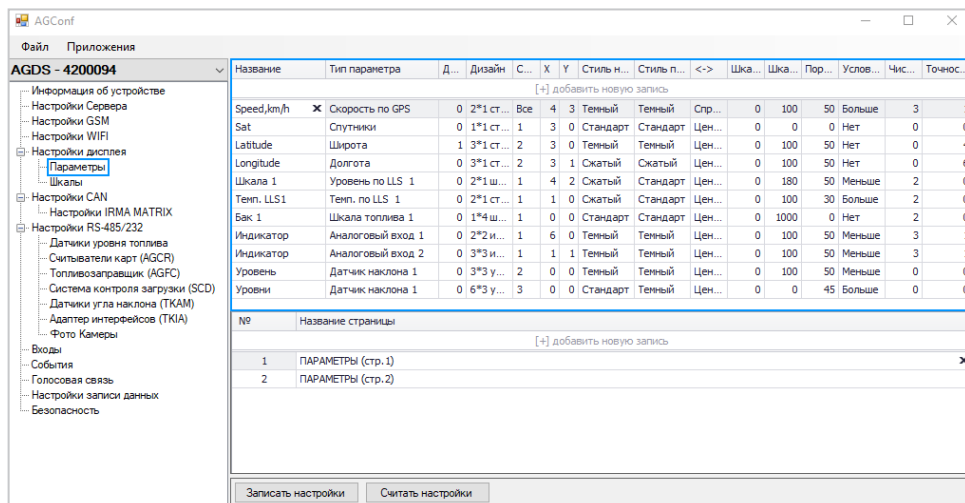 AGConf
Файл Приложения
AGDS - 4200094
Информация об устройстве
Настройки Сервера
Настройки GSM
Настройки WIFI
Настройки дисплея
Параметры
Шкалы
Настройки CAN
Настройки IRMA MATRIX
Настройки RS-485/232
Датчики уровня топлива
Считыватели карт (AGCR)
Топливозаправщик (AGFC)
Система контроля загрузки (SCD)
Датчики угла наклона (TKAM)
Адаптер интерфейсов (TKIA)
Фото Камеры
Входы
События
Голосовая связь
Настройки записи данных
Безопасность
Название Тип параметра Д... Дизайн С... X Y Стиль н... Стиль п... <-> Шка... Шка... Пор... Услов... Чис... Точнос...
[+] добавить новую запись
Speed,km/h Скорость по GPS 0 2*1 ст... Все 4 3 Темный Темный Спр... 0 100 50 Больше 3
Sat Спутники 0 1*1 ст... 1 3 0 Стандарт Стандарт Цен... 0 0 0 Нет 0
Latitude Широта 1 3*1 ст... 2 3 0 Темный Темный Цен... 0 100 50 Нет 0
Longitude Долгота 0 3*1 ст... 2 3 1 Сжатый Сжатый Цен... 0 100 50 Нет 0
Шкала 1 Уровень по LLS 1 0 2*1 ш... 1 4 2 Сжатый Стандарт Цен... 0 180 50 Меньше 2
Темп. LLS1 Темп. по LLS 1 0 2*1 ст... 1 1 0 Сжатый Стандарт Цен... 0 100 30 Больше 2
Бак 1 Шкала топлива 1 0 1*4 ш... 1 0 0 Стандарт Стандарт Цен... 0 1000 0 Нет 2
Индикатор Аналоговый вход 1 0 2*2 и... 1 6 0 Темный Темный Цен... 0 100 50 Меньше 3
Индикатор Аналоговый вход 2 0 3*3 и... 1 1 1 Темный Темный Цен... 0 100 50 Меньше 3
Уровень Датчик наклона 1 0 3*3 у... 2 0 0 Темный Темный Цен... 0 100 50 Меньше 0
Уровни Датчик наклона 1 0 6*3 у... 3 0 0 Стандарт Темный Цен... 0 0 45 Больше 0
№ Название страницы
[+] добавить новую запись
1 ПАРАМЕТРЫ (стр.1)
2 ПАРАМЕТРЫ (стр.2)
Записать настройки Считать настройки